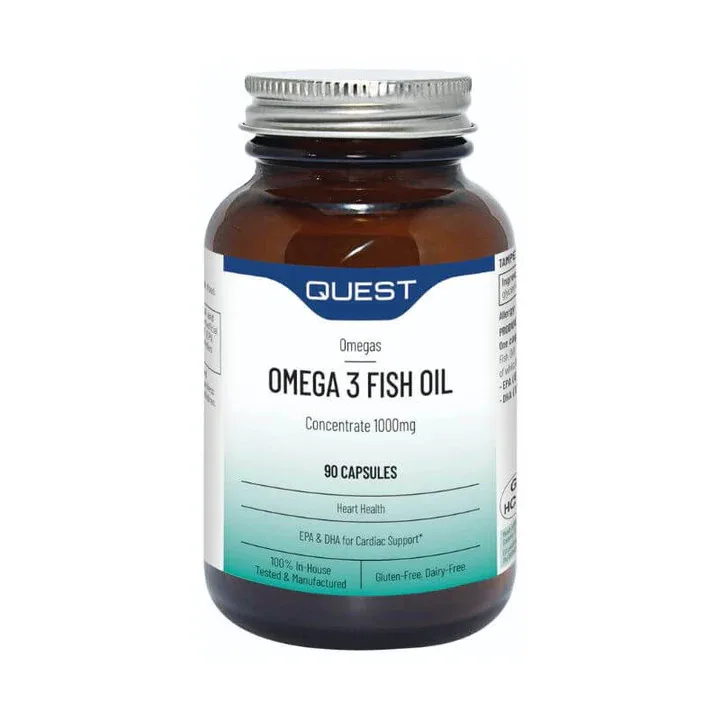 QUEST
Omegas
OMEGA 3 FISH OIL
Concentrate 1000mg
90 CAPSULES
Heart Health
EPA & DHA for Cardiac Support*
100% In-House
Tested & Manufactured
Gluten-Free, Dairy-Free